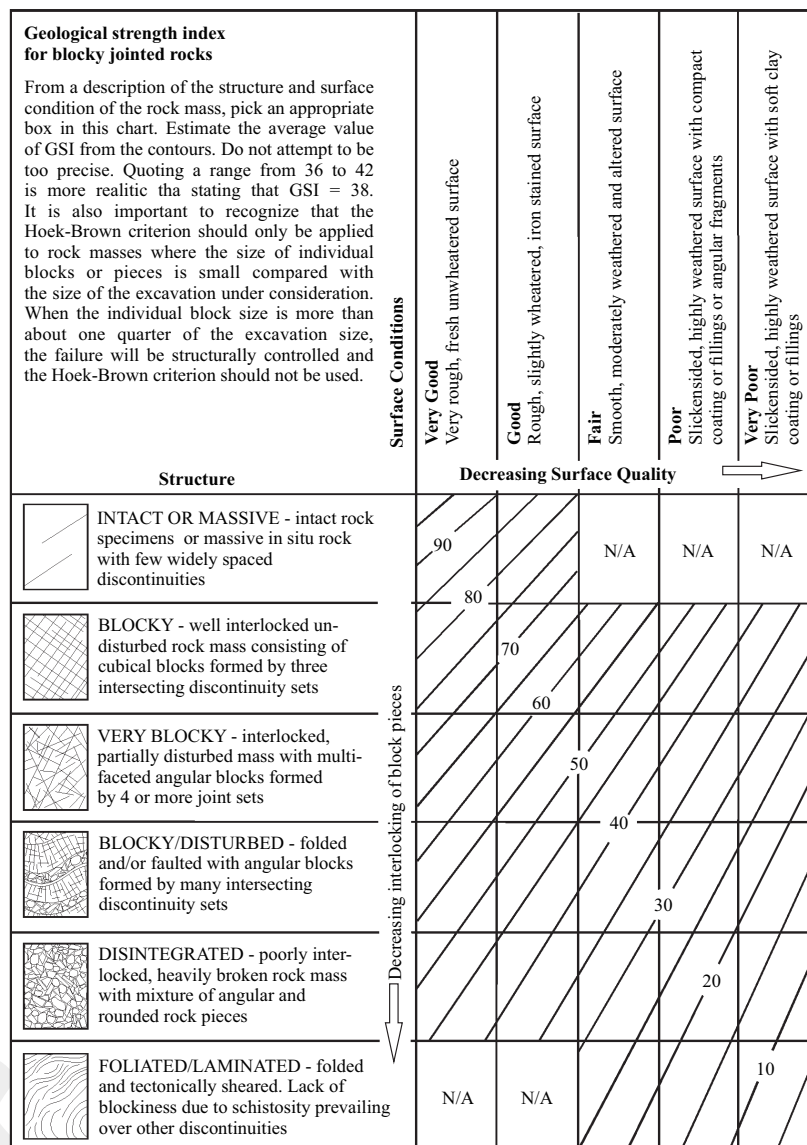 Geological strength index
for blocky jointed rocks
From a description of the structure and surface
condition of the rock mass, pick an appropriate
box in this chart. Estimate the average value
of GSI from the contours. Do not attempt to be
too precise. Quoting a range from 36 to 42
is more realitic tha stating that GSI = 38.
It is also important to recognize that the
Hoek-Brown criterion should only be applied
to rock masses where the size of individual
blocks or pieces is small compared with
the size of the excavation under consideration.
When the individual block size is more than
about one quarter of the excavation size,
the failure will be structurally controlled and
the Hoek-Brown criterion should not be used.
Structure
Surface Conditions
Very Good
Very rough, fresh unwheatered surface
Good
Rough, slightly wheatered, iron stained surface
Fair
Smooth, moderately weathered and altered surface
Poor
Slickensided, highly weathered surface with compact
coating or fillings or angular fragments
Very Poor
Slickensided, highly weathered surface with soft clay
coating or fillings
Decreasing Surface Quality
INTACT OR MASSIVE - intact rock
specimens or massive in situ rock
with few widely spaced
discontinuities
90
80
N/A
N/A
N/A
BLOCKY - well interlocked un-
disturbed rock mass consisting of
cubical blocks formed by three
intersecting discontinuity sets
70
60
Decreasing interlocking of block pieces
VERY BLOCKY - interlocked,
partially disturbed mass with multi-
faceted angular blocks formed
by 4 or more joint sets
50
40
BLOCKY/DISTURBED - folded
and/or faulted with angular blocks
formed by many intersecting
discontinuity sets
30
DISINTEGRATED - poorly inter-
locked, heavily broken rock mass
with mixture of angular and
rounded rock pieces
20
FOLIATED/LAMINATED - folded
and tectonically sheared. Lack of
blockiness due to schistosity prevailing
over other discontinuities
N/A
N/A
10